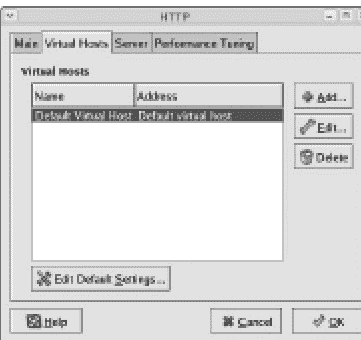 HTTP
Main Virtual Hosts Server Performance Tuning
Virtual Hosts
Name Address
Default Virtual Host Default virtual host
Add...
Edit...
Delete
Edit Default Settings...
Help Cancel OK